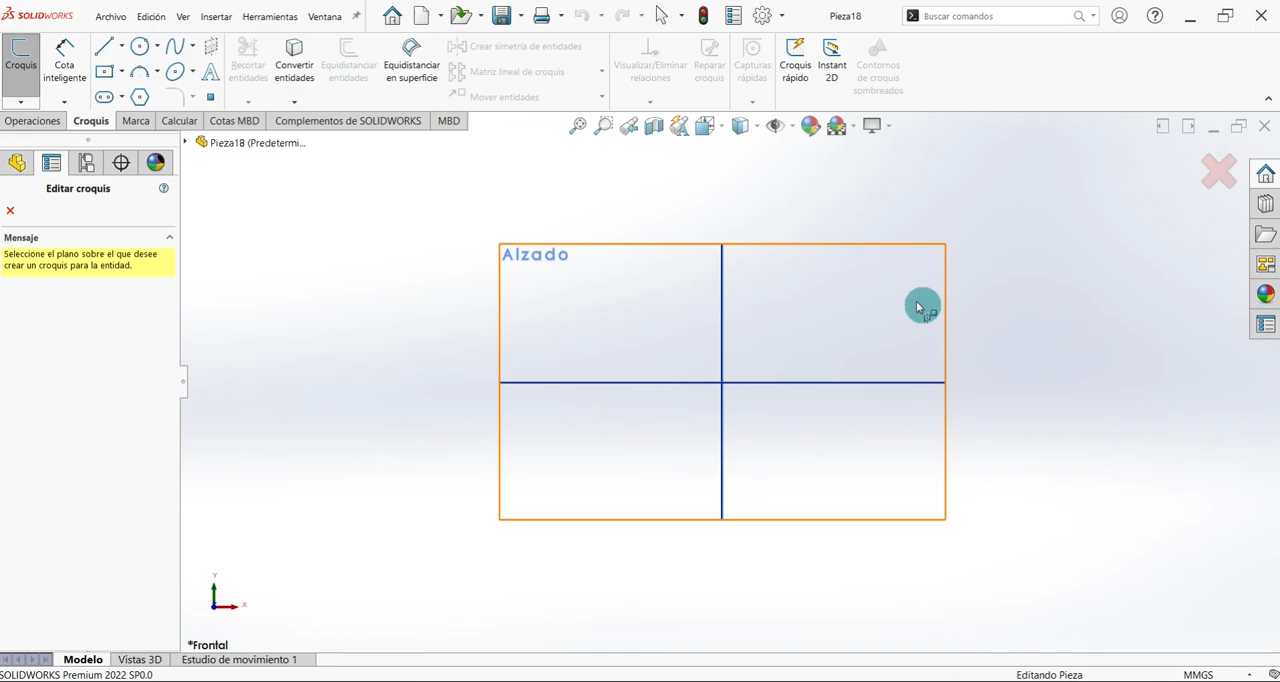 SOLIDWORKS
Archivo Edición Ver Insertar Herramientas Ventana
Pieza18
Buscar comandos
Croquis
Cota inteligente
Recortar entidades
Convertir entidades
Equidistanciar entidades
Equidistanciar en superficie
Crear simetría de entidades
Matriz lineal de croquis
Mover entidades
Visualizar/Eliminar relaciones
Reparar croquis
Capturas rápidas
Croquis rápido
Instant 2D
Contornos de croquis sombreados
Operaciones Croquis Marca Calcular Cotas MBD Complementos de SOLIDWORKS MBD
Pieza18 (Predetermi...
Editar croquis
Mensaje
Seleccione el plano sobre el que desee
crear un croquis para la entidad.
Alzado
Y
X
*Frontal
Modelo Vistas 3D Estudio de movimiento 1
SOLIDWORKS Premium 2022 SP0.0
Editando Pieza
MMGS